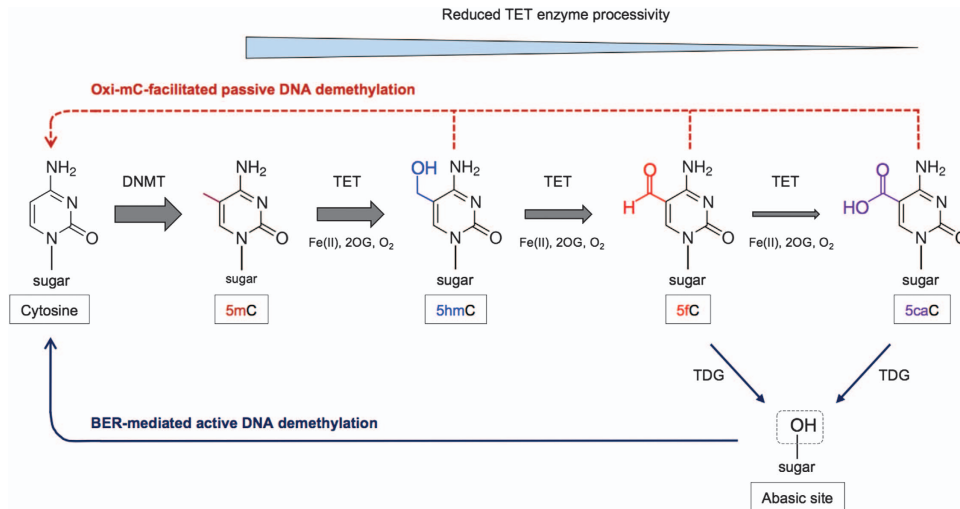 Reduced TET enzyme processivity
Oxi-mC-facilitated passive DNA demethylation
NH2
N
N
O
sugar
Cytosine
DNMT
NH2
N
N
O
sugar
5mC
TET
Fe(II), 2OG, O2
OH
NH2
N
N
O
sugar
5hmC
TET
Fe(II), 2OG, O2
O
H
NH2
N
N
O
sugar
5fC
TET
Fe(II), 2OG, O2
O
HO
NH2
N
N
O
sugar
5caC
TDG
TDG
BER-mediated active DNA demethylation
OH
sugar
Abasic site